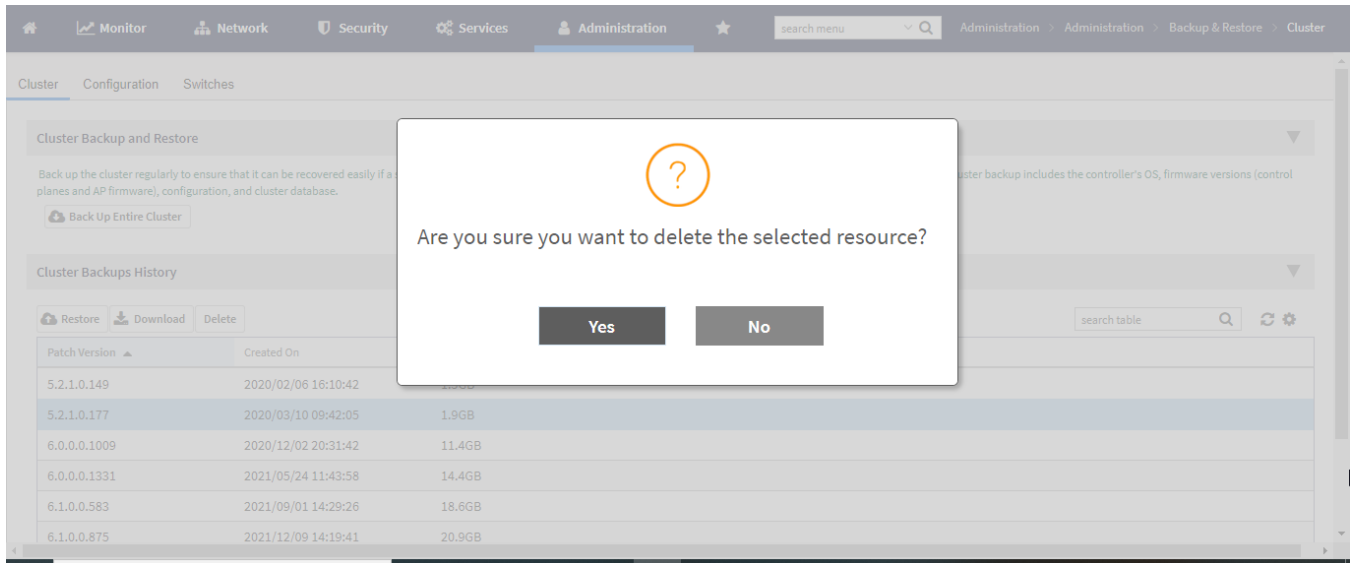 Monitor Network Security Services Administration search menu Administration > Administration > Backup & Restore > Cluster
Cluster Configuration Switches
Cluster Backup and Restore
Back up the cluster regularly to ensure that it can be recovered easily if a
uster backup includes the controller's OS, firmware versions (control
planes and AP firmware), configuration, and cluster database.
Back Up Entire Cluster
?
Are you sure you want to delete the selected resource?
Yes No
Cluster Backups History
Restore Download Delete search table
Patch Version Created On
5.2.1.0.149 2020/02/06 16:10:42
5.2.1.0.177 2020/03/10 09:42:05 1.9GB
6.0.0.0.1009 2020/12/02 20:31:42 11.4GB
6.0.0.0.1331 2021/05/24 11:43:58 14.4GB
6.1.0.0.583 2021/09/01 14:29:26 18.6GB
6.1.0.0.875 2021/12/09 14:19:41 20.9GB